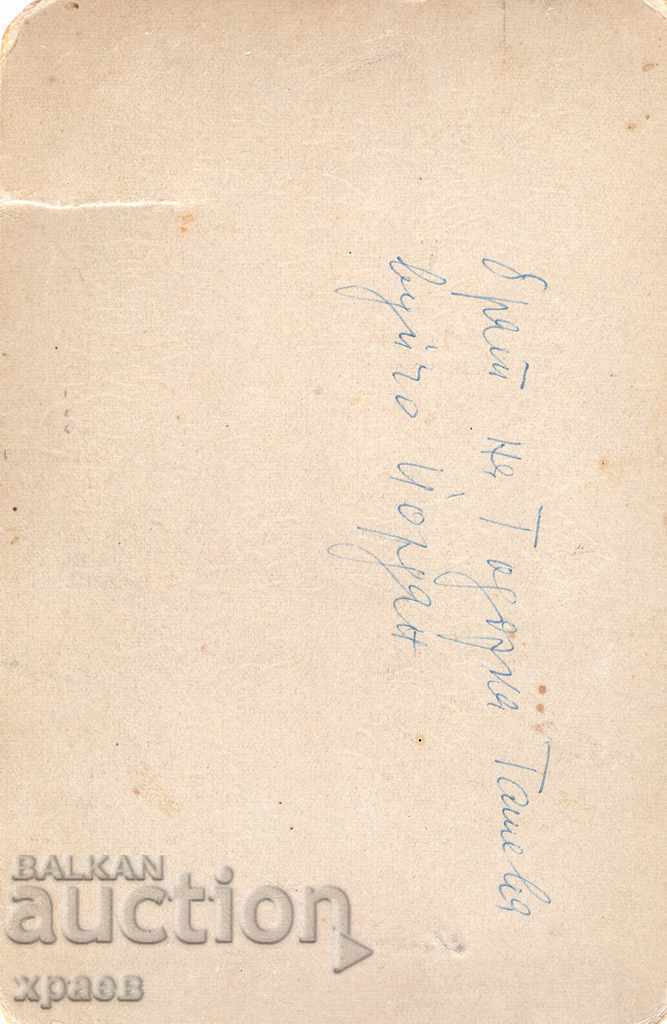 брат на Тодорка Ташева
вуйчо Йордан
BALKAN
auction
храев